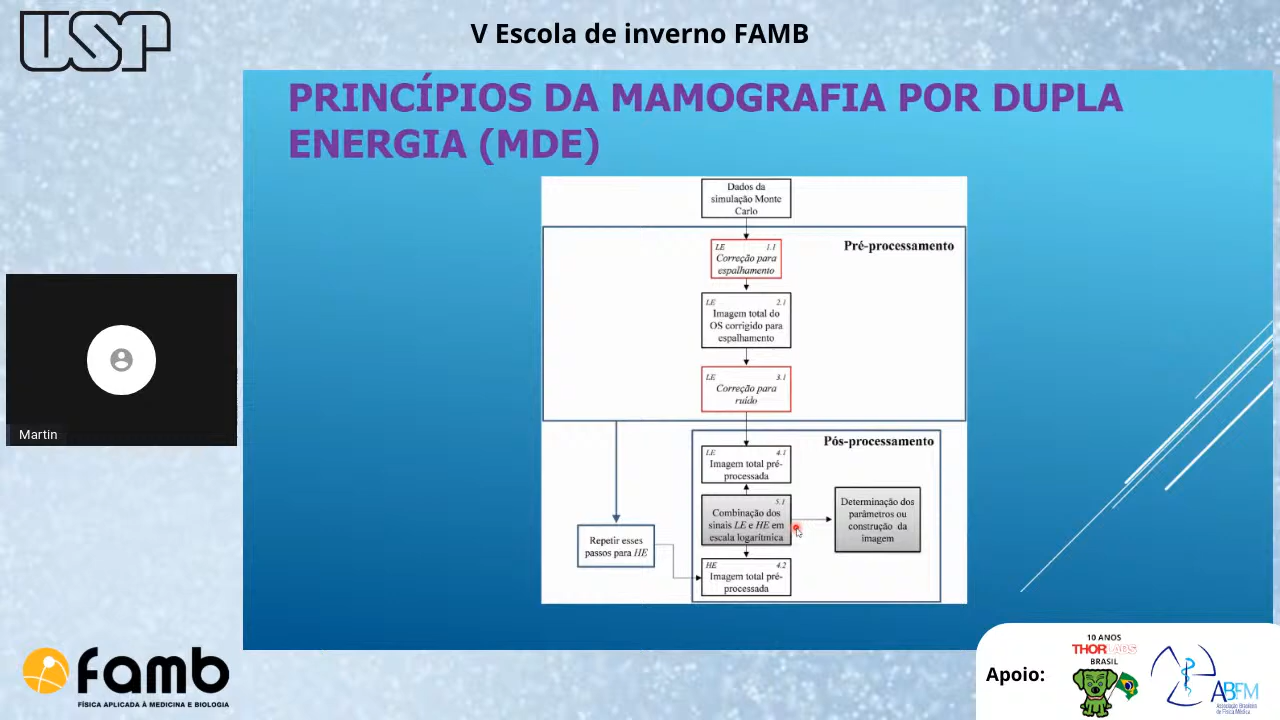 USP
V Escola de inverno FAMB
PRINCÍPIOS DA MAMOGRAFIA POR DUPLA
ENERGIA (MDE)
Dados da
simulação Monte
Carlo
Pré-processamento
LE 1.1
Correção para
espalhamento
LE 2.1
Imagem total do
OS corrigido para
espalhamento
LE 3.1
Correção para
ruído
Pós-processamento
LE 4.1
Imagem total pré-
processada
5.1
Combinação dos
sinais LE e HE em
escala logarítmica
Determinação dos
parâmetros ou
construção da
imagem
Repetir esses
passos para HE
HE 4.2
Imagem total pré-
processada
Martin
famb
FÍSICA APLICADA À MEDICINA E BIOLOGIA
Apoio:
10 ANOS
THORLABS
BRASIL
ABFM
Associação Brasileira
de Física Médica